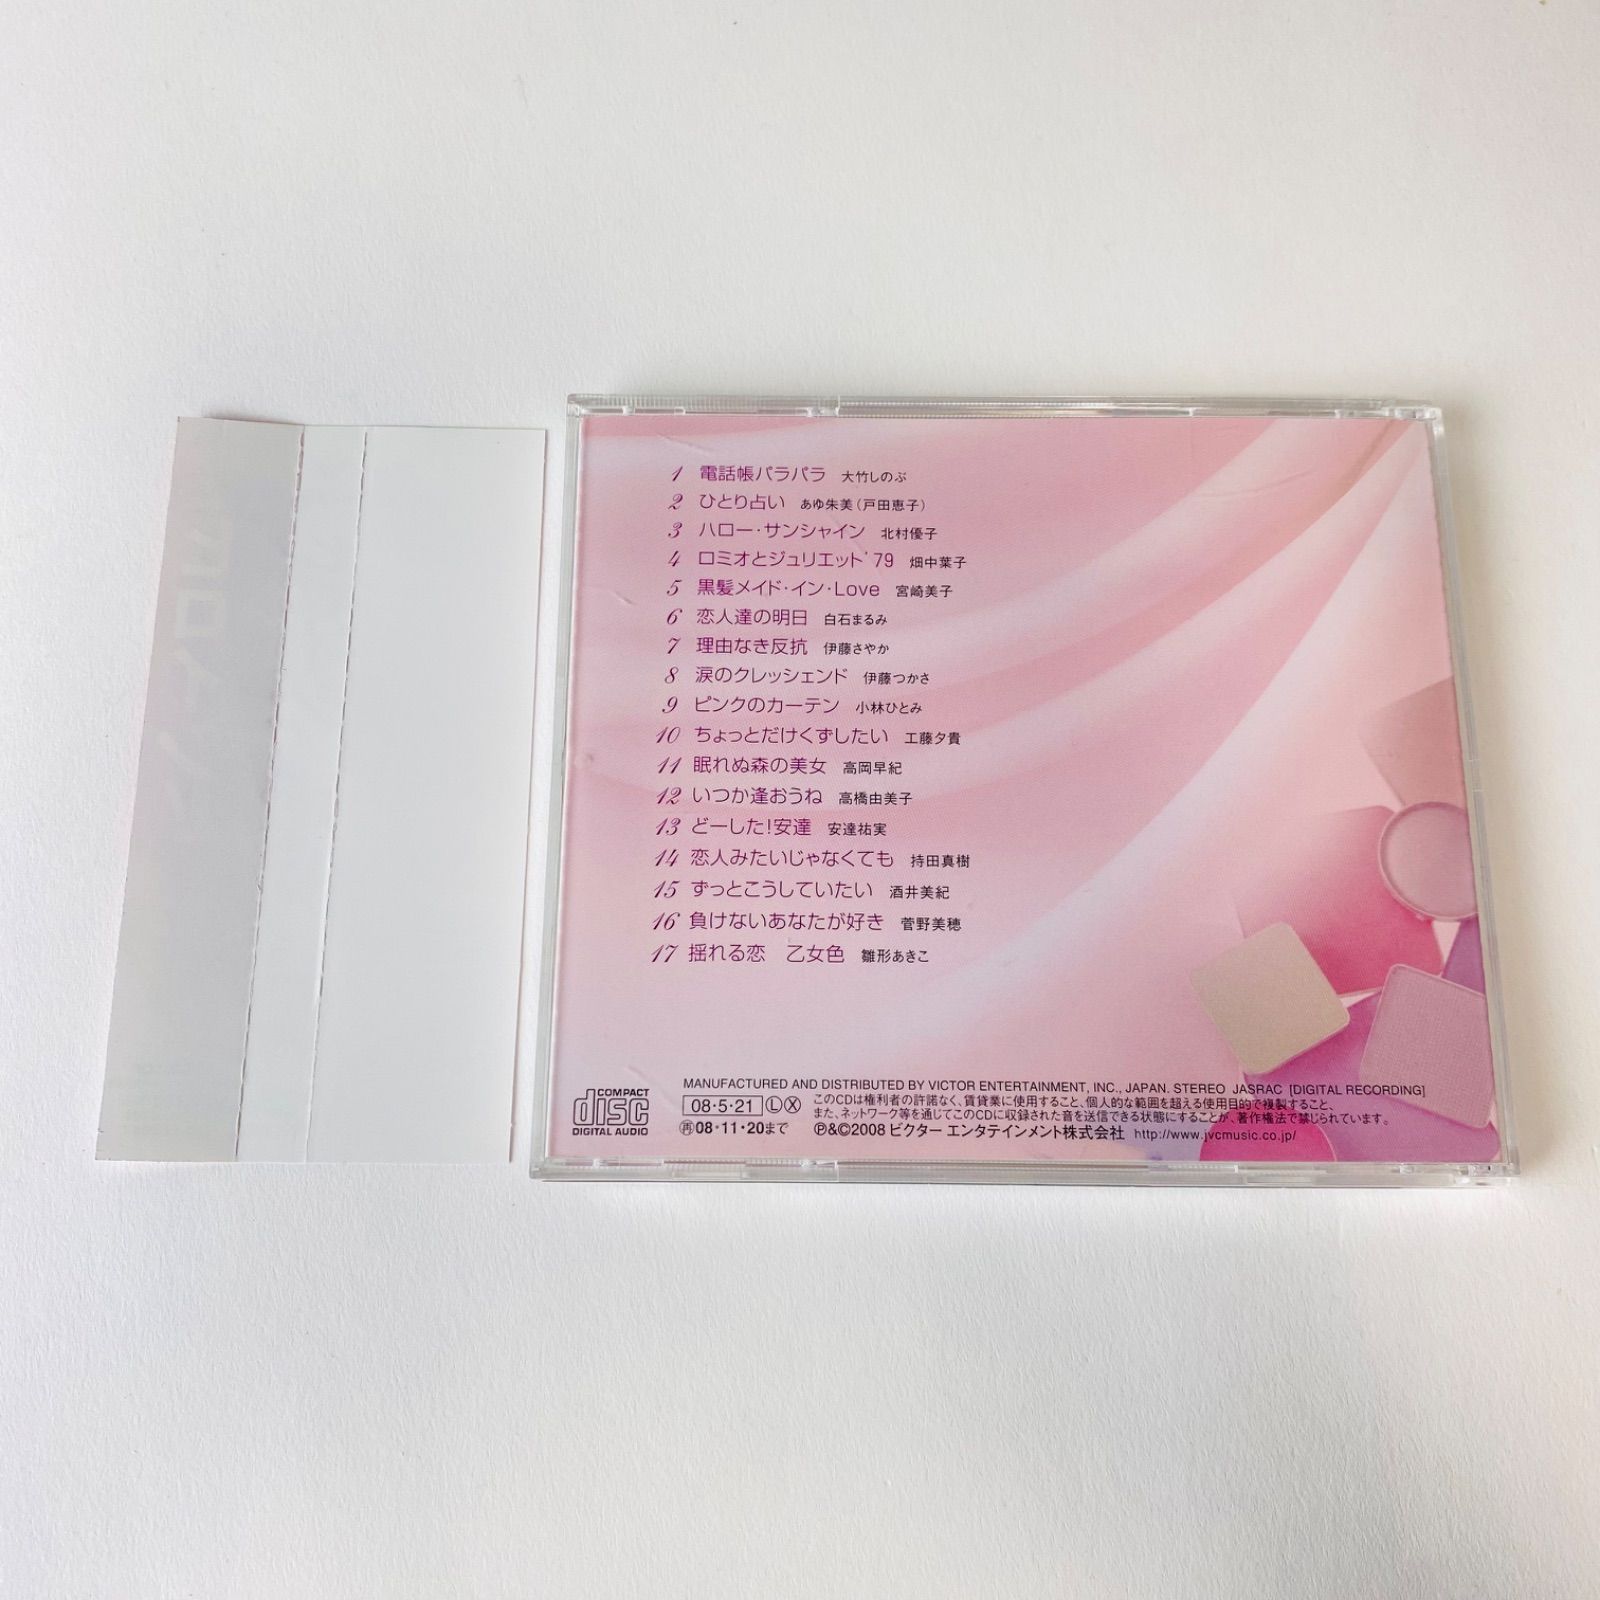 1 電話帳パラパラ 大竹しのぶ
2 ひとり占い あゆ朱美(戸田恵子)
3 ハロー・サンシャイン 北村優子
4 ロミオとジュリエット'79 畑中葉子
5 黒髪メイド・イン・Love 宮崎美子
6 恋人達の明日 白石まるみ
7 理由なき反抗 伊藤さやか
8 涙のクレッシェンド 伊藤つかさ
9 ピンクのカーテン 小林ひとみ
10 ちょっとだけくずしたい 工藤夕貴
11 眠れぬ森の美女 高岡早紀
12 いつか逢おうね 高橋由美子
13 どーした!安達 安達祐実
14 恋人みたいじゃなくても 持田真樹
15 ずっとこうしていたい 酒井美紀
16 負けないあなたが好き 菅野美穂
17 揺れる恋 乙女色 雛形あきこ
COMPACT disc DIGITAL AUDIO
MANUFACTURED AND DISTRIBUTED BY VICTOR ENTERTAINMENT, INC., JAPAN. STEREO JASRAC [DIGITAL RECORDING]
08・5・21 Ⓛ Ⓧ このCDは権利者の許諾なく、賃貸業に使用すること、個人的な範囲を超える使用目的で複製すること、
また、ネットワーク等を通じてこのCDに収録された音を送信できる状態にすることが、著作権法で禁じられています。
㊢08・11・20まで ℗&©2008 ビクター エンタテインメント株式会社 http://www.jvcmusic.co.jp/